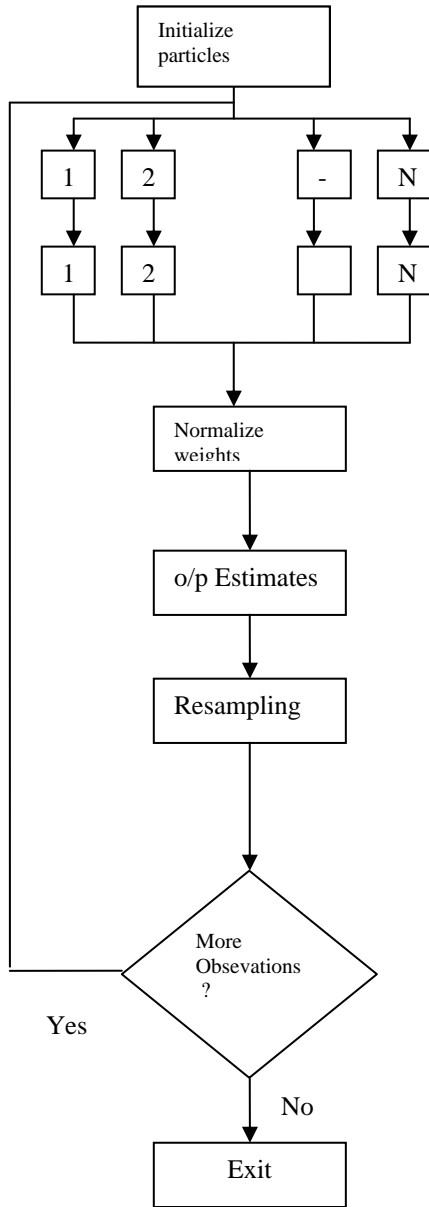 Initialize
particles
1 2 - N
1 2 N
Normalize
weights
o/p Estimates
Resampling
More
Obsevations
?
Yes
No
Exit